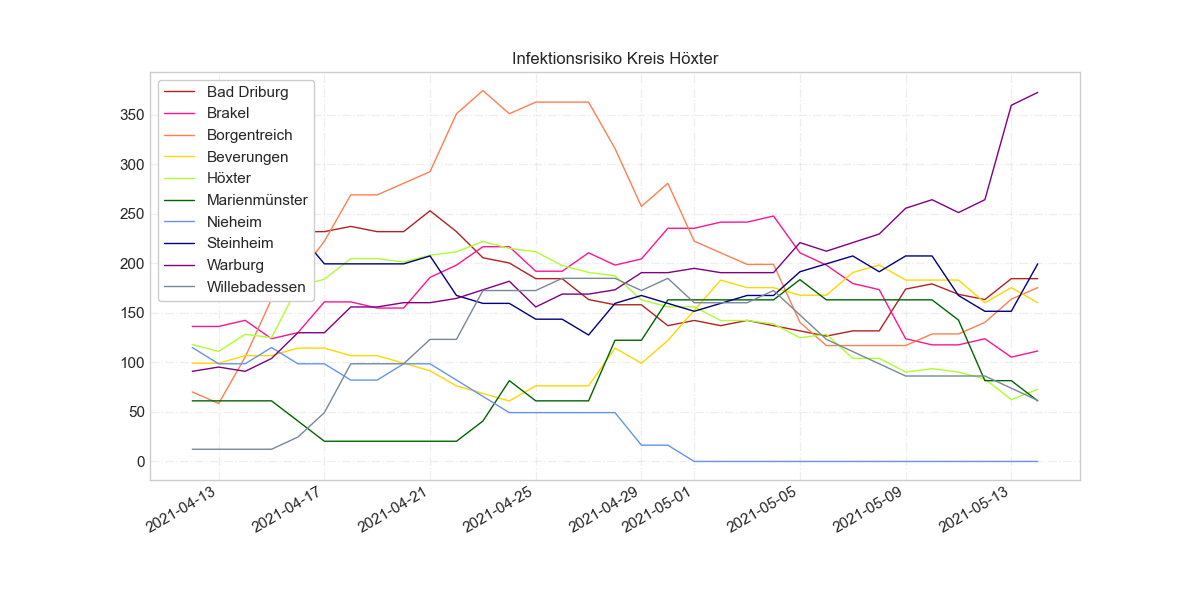 Infektionsrisiko Kreis Höxter
Bad Driburg
Brakel
Borgentreich
Beverungen
Höxter
Marienmünster
Nieheim
Steinheim
Warburg
Willebadessen
350
300
250
200
150
100
50
0
2021-04-13
2021-04-17
2021-04-21
2021-04-25
2021-04-29
2021-05-01
2021-05-05
2021-05-09
2021-05-13